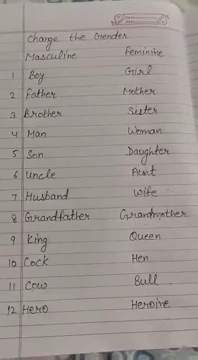 Change the Gender
Masculine Feminine
1 Boy Girl
2 Father Mother
3 Brother Sister
4 Man Woman
5 Son Daughter
6 Uncle Aunt
7 Husband Wife
8 Grandfather Grandmother
9 King Queen
10 Cock Hen
11 Cow Bull
12 Hero Heroine